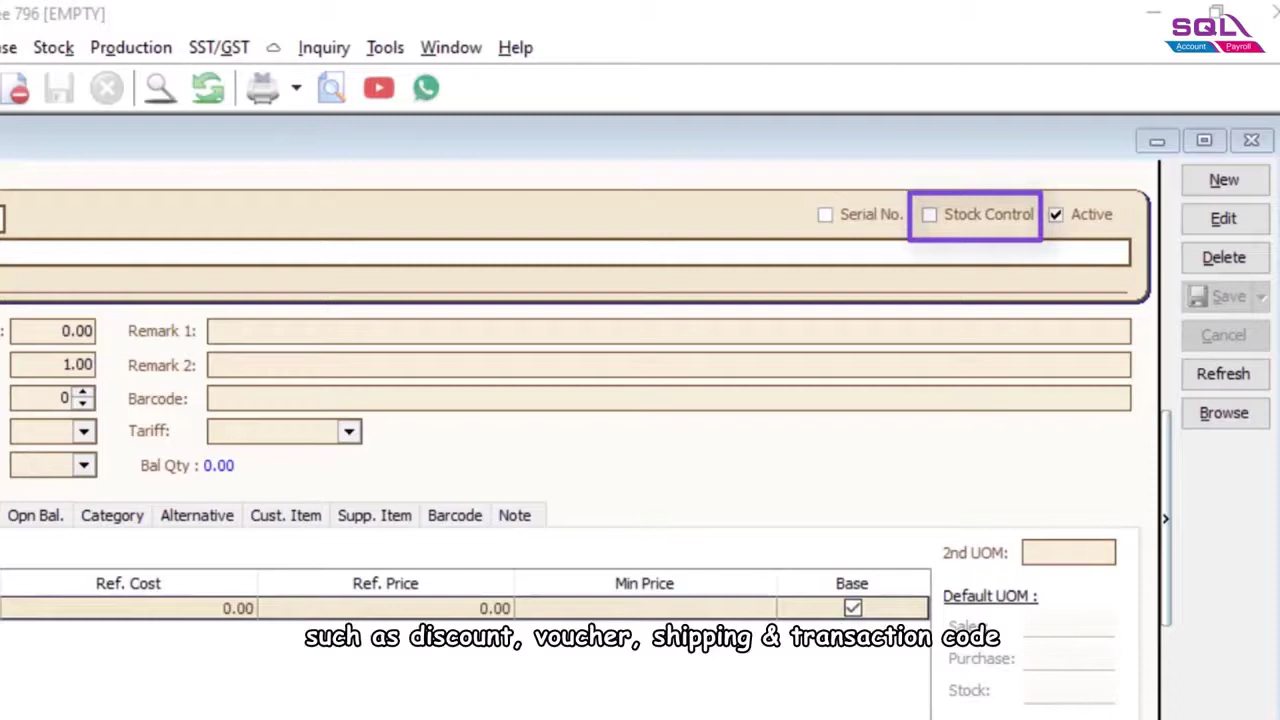 ee 796 [EMPTY]
SQL
Account Payroll
se Stock Production SST/GST Inquiry Tools Window Help
New
Serial No. Stock Control Active
Edit
Delete
Save
0.00 Remark 1:
Cancel
1.00 Remark 2:
Refresh
0 Barcode:
Browse
Tariff:
Bal Qty : 0.00
Opn Bal. Category Alternative Cust. Item Supp. Item Barcode Note
2nd UOM:
Ref. Cost Ref. Price Min Price Base
Default UOM :
0.00 0.00
such as discount, voucher, shipping & transaction code
Purchase:
Stock: